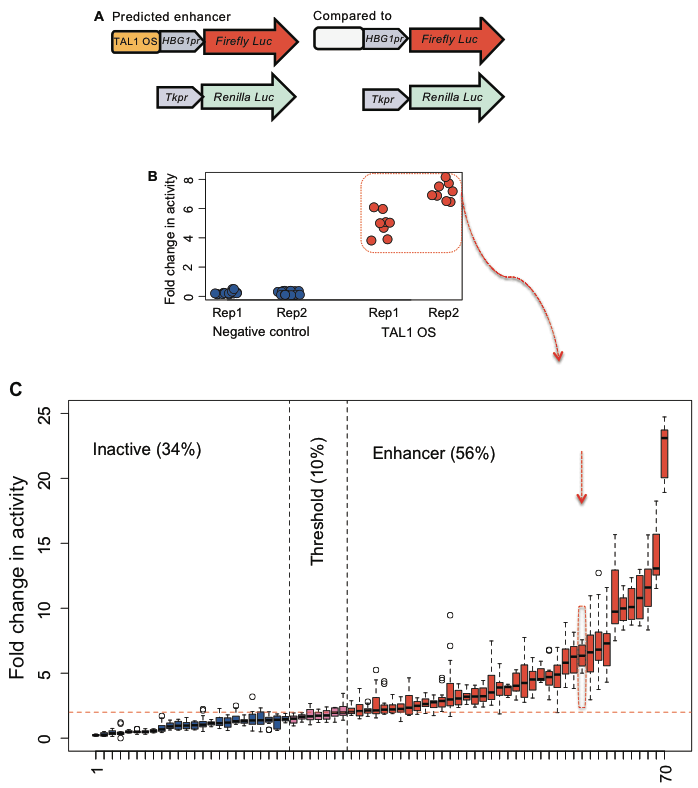 A Predicted enhancer Compared to
TAL1 OS HBG1pr Firefly Luc HBG1pr Firefly Luc
Tkpr Renilla Luc Tkpr Renilla Luc
B
Fold change in activity
8
6
4
2
0
Rep1 Rep2 Rep1 Rep2
Negative control TAL1 OS
C
Fold change in activity
25
20
15
10
5
0
Inactive (34%)
Threshold (10%)
Enhancer (56%)
1 70